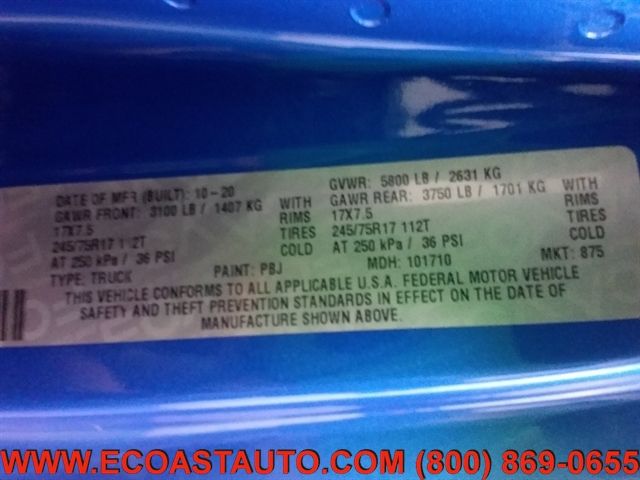 DATE OF MFR (BUILT): 10-20 GVWR: 5800 LB / 2631 KG
GAWR FRONT: 3100 LB / 1407 KG WITH GAWR REAR: 3750 LB / 1701 KG
17X7.5 RIMS 17X7.5
245/75R17 112T TIRES 245/75R17 112T
AT 250 kPa / 36 PSI COLD AT 250 kPa / 36 PSI
TYPE: TRUCK PAINT: PBJ MDH: 101710 MKT: 875
THIS VEHICLE CONFORMS TO ALL APPLICABLE U.S.A. FEDERAL MOTOR VEHICLE
SAFETY AND THEFT PREVENTION STANDARDS IN EFFECT ON THE DATE OF
MANUFACTURE SHOWN ABOVE.
WWW.ECOASTAUTO.COM (800) 869-0655